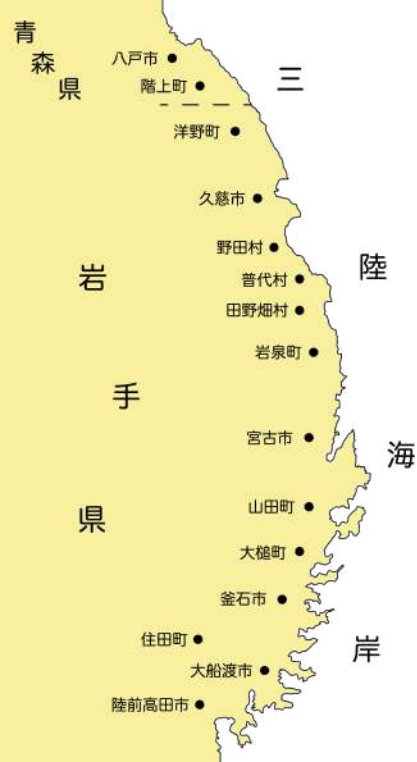 青森県
八戸市
階上町
三陸海岸
洋野町
久慈市
野田村
普代村
田野畑村
岩泉町
岩手県
宮古市
山田町
大槌町
釜石市
住田町
大船渡市
陸前高田市